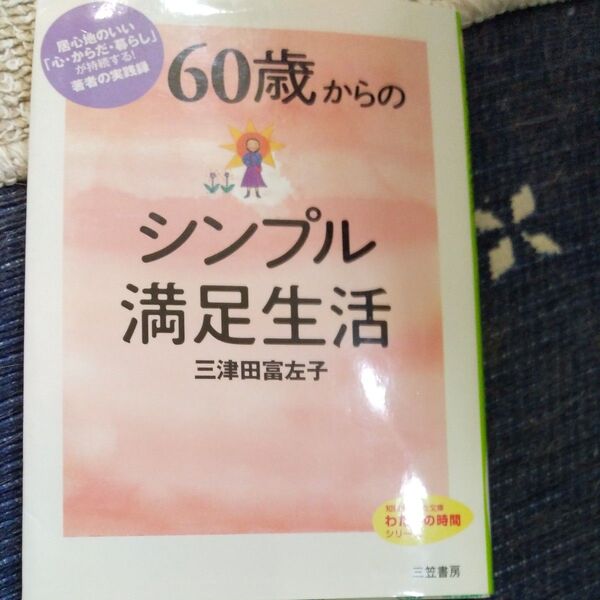 居心地のいい
「心・からだ・暮らし」
が持続する!
著者の実践録
60歳からの
シンプル
満足生活
三津田富左子
文庫
わた の時間
シリー
三笠書房